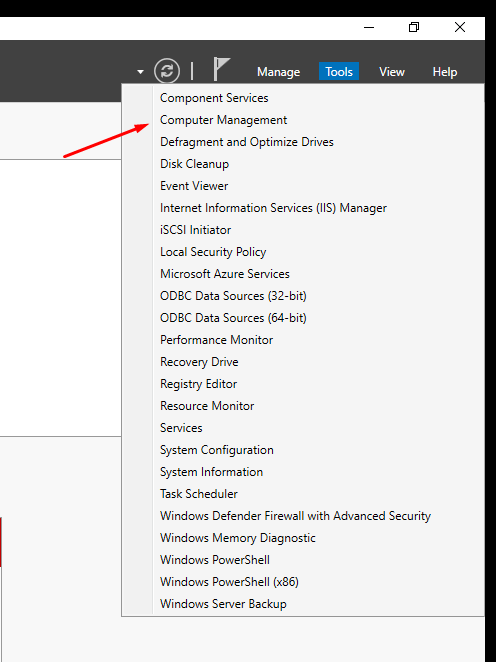 Manage
Tools
View
Help
Component Services
Computer Management
Defragment and Optimize Drives
Disk Cleanup
Event Viewer
Internet Information Services (IIS) Manager
iSCSI Initiator
Local Security Policy
Microsoft Azure Services
ODBC Data Sources (32-bit)
ODBC Data Sources (64-bit)
Performance Monitor
Recovery Drive
Registry Editor
Resource Monitor
Services
System Configuration
System Information
Task Scheduler
Windows Defender Firewall with Advanced Security
Windows Memory Diagnostic
Windows PowerShell
Windows PowerShell (x86)
Windows Server Backup